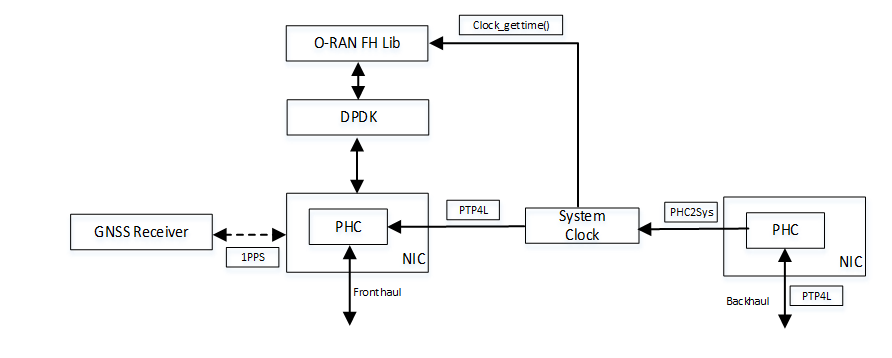 Clock_gettime()
O-RAN FH Lib
DPDK
PTP4L
PHC2Sys
GNSS Receiver
PHC
System
Clock
PHC
1PPS
NIC
NIC
Fronthaul
Backhaul
PTP4L